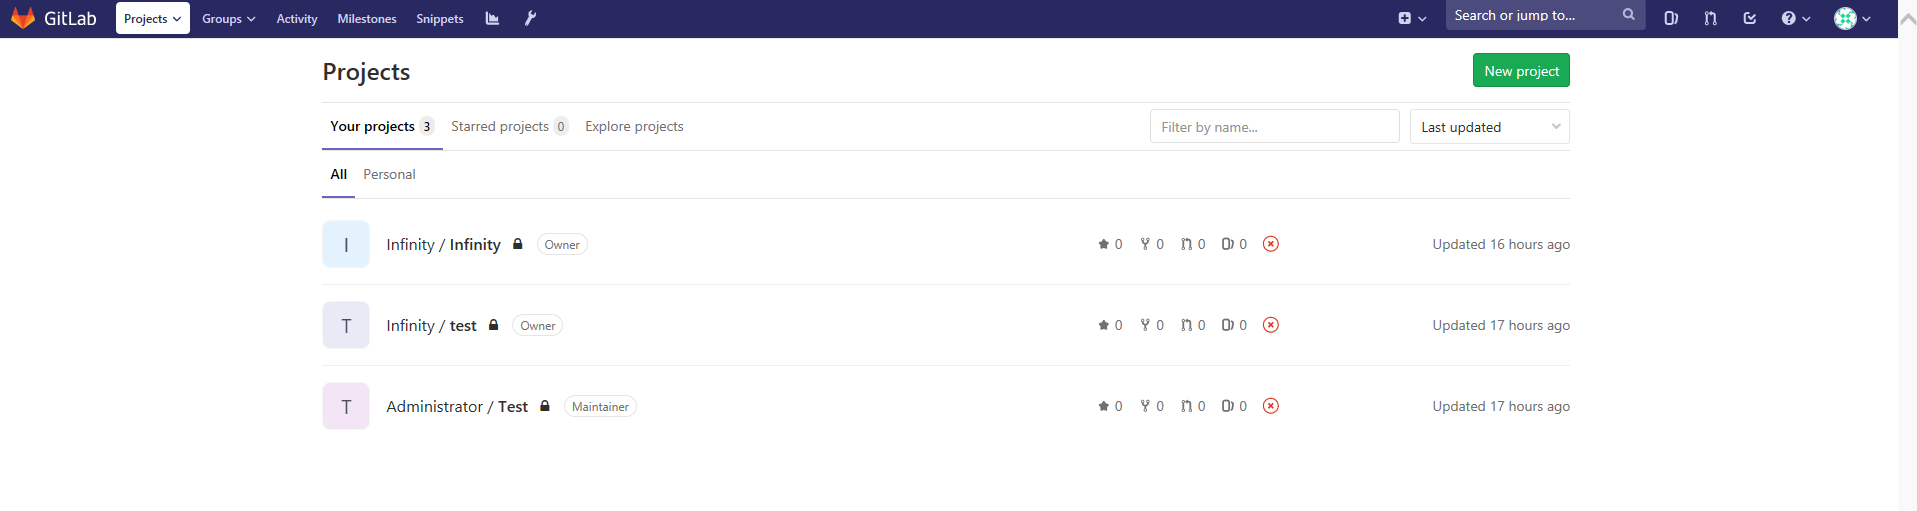 GitLab Projects Groups Activity Milestones Snippets Search or jump to...
Projects New project
Your projects 3 Starred projects 0 Explore projects Filter by name... Last updated
All Personal
I Infinity / Infinity Owner 0 0 0 0 Updated 16 hours ago
T Infinity / test Owner 0 0 0 0 Updated 17 hours ago
T Administrator / Test Maintainer 0 0 0 0 Updated 17 hours ago